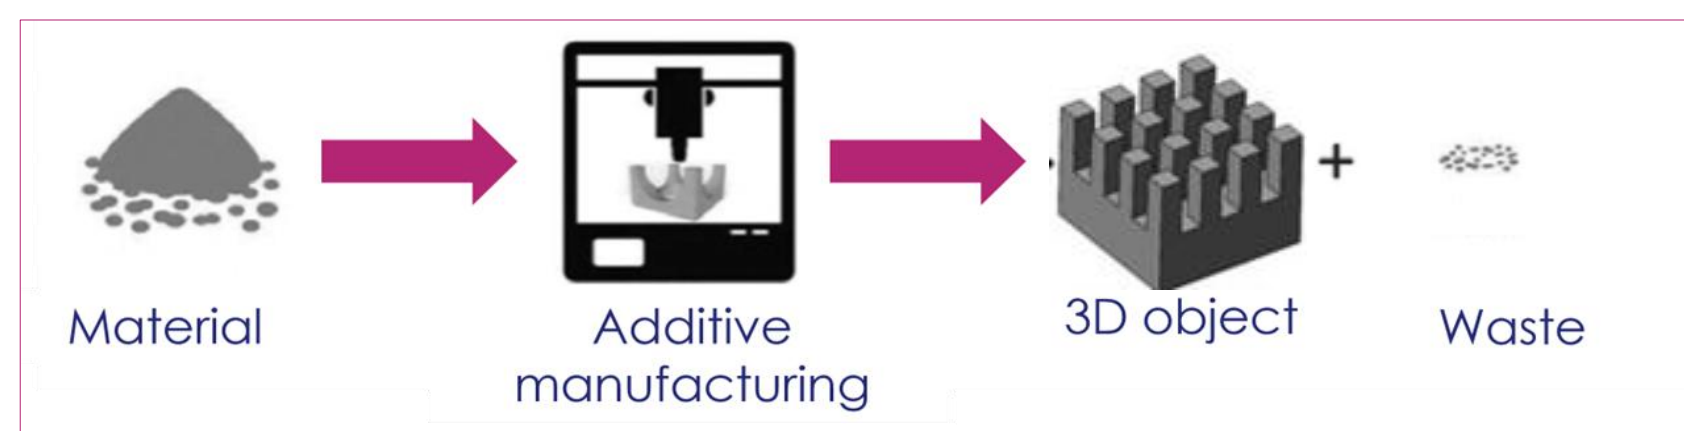 Material
Additive
manufacturing
3D object
+
Waste